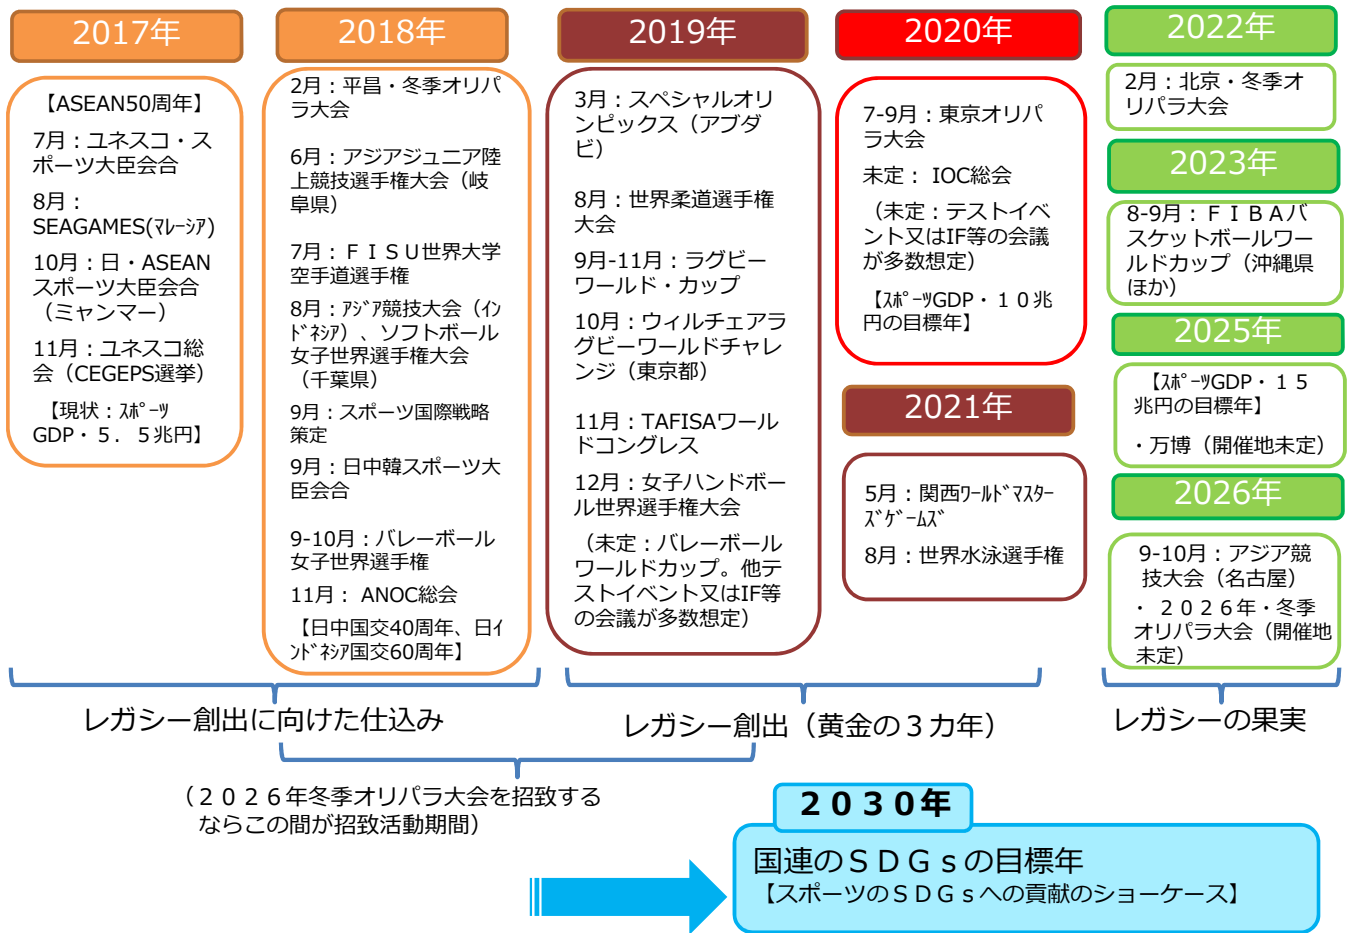 2017年
【ASEAN50周年】
7月：ユネスコ・ス
ポーツ大臣会合
8月：
SEAGAMES(ﾏﾚｰｼｱ)
10月：日・ASEAN
スポーツ大臣会合
（ミャンマー）
11月：ユネスコ総
会（CEGEPS選挙）
【現状：ｽﾎﾟｰﾂ
GDP・５．５兆円】
2018年
2月：平昌・冬季オリパ
ラ大会
6月：アジアジュニア陸
上競技選手権大会（岐
阜県）
7月：ＦＩＳＵ世界大学
空手道選手権
8月：ｱｼﾞｱ競技大会（ｲﾝ
ﾄﾞﾈｼｱ）、ソフトボール
女子世界選手権大会
（千葉県）
9月：スポーツ国際戦略
策定
9月：日中韓スポーツ大
臣会合
9-10月：バレーボール
女子世界選手権
11月： ANOC総会
【日中国交40周年、日ｲ
ﾝﾄﾞﾈｼｱ国交60周年】
2019年
3月：スペシャルオリ
ンピックス（アブダ
ビ）
8月：世界柔道選手権
大会
9月-11月：ラグビー
ワールド・カップ
10月：ウィルチェアラ
グビーワールドチャレ
ンジ（東京都）
11月：TAFISAワール
ドコングレス
12月：女子ハンドボー
ル世界選手権大会
（未定：バレーボール
ワールドカップ。他テ
ストイベント又はIF等
の会議が多数想定）
2020年
7-9月：東京オリパ
ラ大会
未定： IOC総会
（未定：テストイベ
ント又はIF等の会議
が多数想定）
【ｽﾎﾟｰﾂGDP・１０兆
円の目標年】
2021年
5月：関西ﾜｰﾙﾄﾞﾏｽﾀｰ
ｽﾞｹﾞｰﾑｽﾞ
8月：世界水泳選手権
2022年
2月：北京・冬季オ
リパラ大会
2023年
8-9月：ＦＩＢＡバ
スケットボールワー
ルドカップ（沖縄県
ほか）
2025年
【ｽﾎﾟｰﾂGDP・１５
兆円の目標年】
・万博（開催地未定）
2026年
9-10月：アジア競
技大会（名古屋）
・ ２０２６年・冬季
オリパラ大会（開催地
未定）
レガシー創出に向けた仕込み
レガシー創出（黄金の３カ年）
レガシーの果実
（２０２６年冬季オリパラ大会を招致する
ならこの間が招致活動期間）
２０３０年
国連のＳＤＧｓの目標年
【スポーツのＳＤＧｓへの貢献のショーケース】